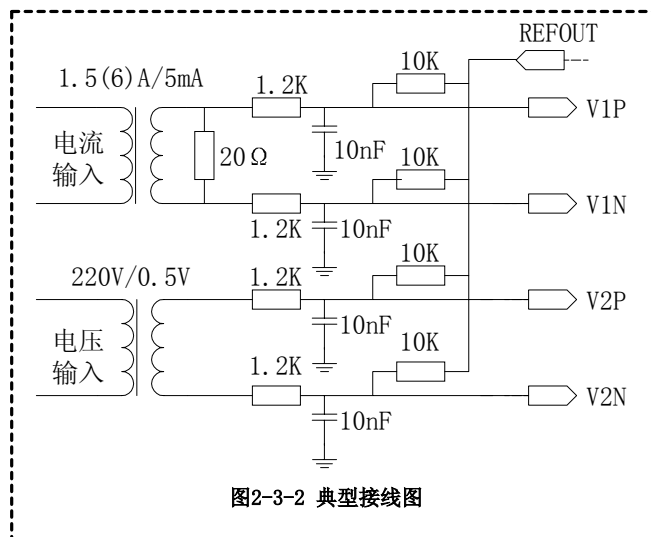 REFOUT
1.5(6)A/5mA
10K
1.2K
V1P
电流
输入
20Ω
10nF
10K
V1N
1.2K
10nF
220V/0.5V
1.2K
10K
V2P
电压
输入
10nF
10K
1.2K
V2N
10nF
图2-3-2 典型接线图